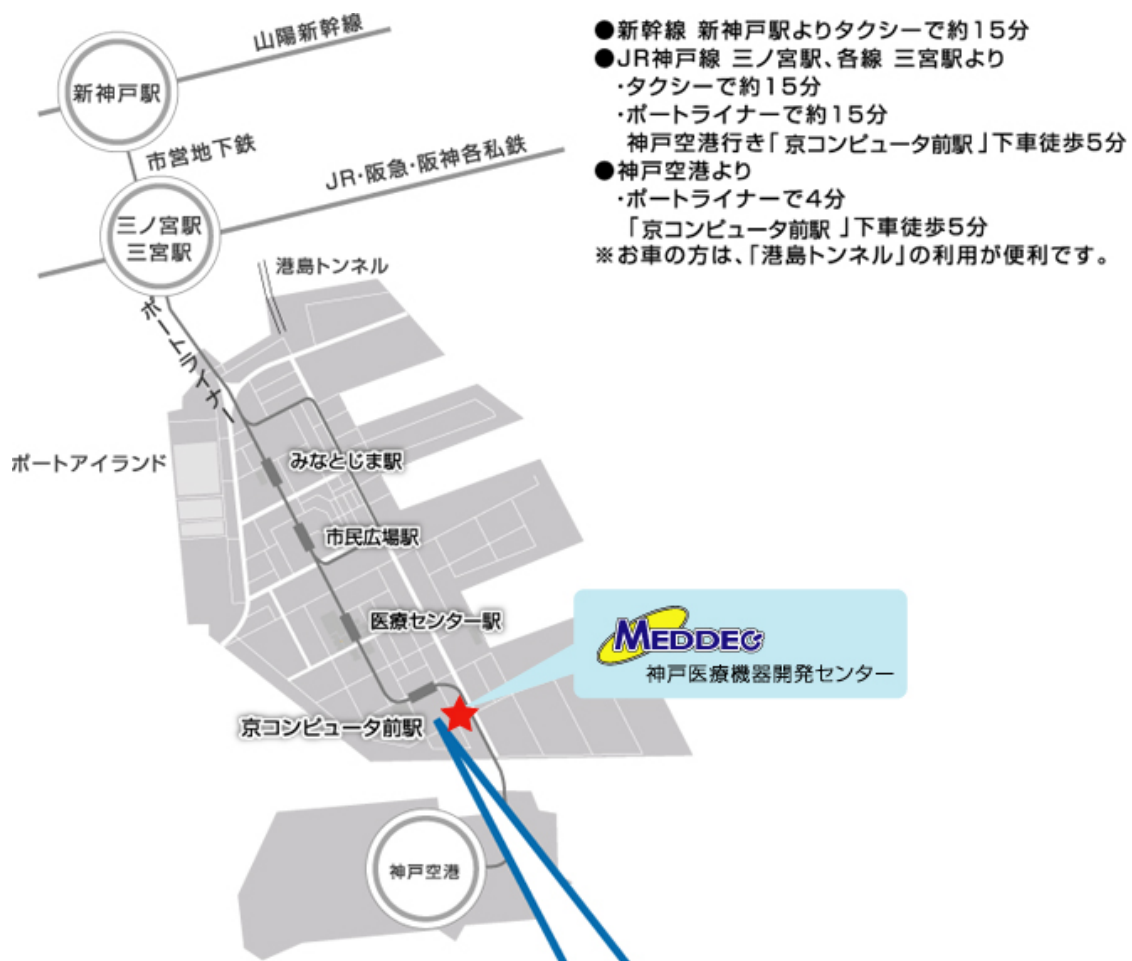 山陽新幹線
新神戸駅
市営地下鉄
JR・阪急・阪神各私鉄
三ノ宮駅
三宮駅
港島トンネル
ポートライナー
ポートアイランド
みなとじま駅
市民広場駅
医療センター駅
京コンピュータ前駅
神戸空港
●新幹線 新神戸駅よりタクシーで約15分
●JR神戸線 三ノ宮駅、各線 三宮駅より
・タクシーで約15分
・ポートライナーで約15分
神戸空港行き「京コンピュータ前駅」下車徒歩5分
●神戸空港より
・ポートライナーで4分
「京コンピュータ前駅」下車徒歩5分
※お車の方は、「港島トンネル」の利用が便利です。
MEDDEC
神戸医療機器開発センター